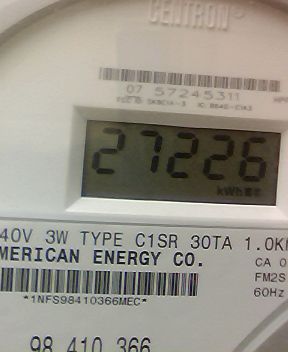 CENTRON®
07 57245311
27226
kWh
40V 3W TYPE C1SR 30TA 1.0K
MERICAN ENERGY CO.
CA 0
FM2S
60Hz
*1NFS98410366MEC*
98 410 366